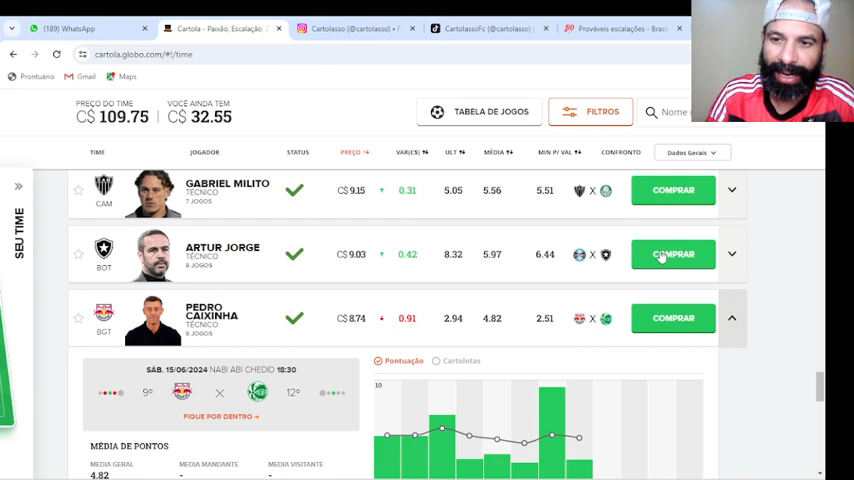 (189) WhatsApp
Cartola - Paixão, Escalação,
Cartolasso (@cartolasso) •
CartolassoFc (@cartolasso)
Prováveis escalações - Brasil
cartola.globo.com/#!/time
Prontuário Gmail Maps
PREÇO DO TIME
C$ 109.75
VOCÊ AINDA TEM
C$ 32.55
TABELA DE JOGOS
FILTROS
Nome
TIME JOGADOR STATUS PREÇO VAR(C$) ULT MÉDIA MIN P/ VAL CONFRONTO Dados Gerais
SEU TIME
CAM
GABRIEL MILITO
TÉCNICO
7 JOGOS
C$ 9.15 0.31 5.05 5.56 5.51 X COMPRAR
BOT
ARTUR JORGE
TÉCNICO
8 JOGOS
C$ 9.03 0.42 8.32 5.97 6.44 X COMPRAR
BGT
PEDRO
CAIXINHA
TÉCNICO
8 JOGOS
C$ 8.74 0.91 2.94 4.82 2.51 X COMPRAR
SÁB. 15/06/2024 NABI ABI CHEDID 18:30
9º X 12º
FIQUE POR DENTRO
MÉDIA DE PONTOS
MÉDIA GERAL MÉDIA MANDANTE MÉDIA VISITANTE
4.82 - -
Pontuação Cartoletas
10